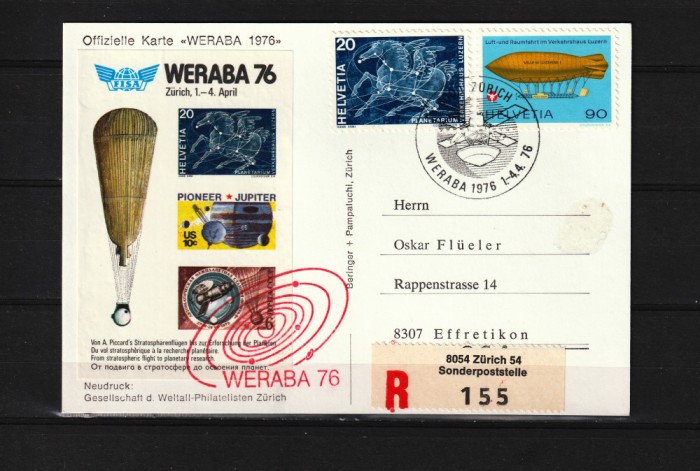 Offizielle Karte «WERABA 1976»
FISA
WERABA 76
Zürich, 1.–4. April
20
HELVETIA
PLANETARIUM
PIONEER ★ JUPITER
US
10c
Von A. Piccard's Stratosphärenflügen bis zur Erforschung der Planeten
Du vol stratosphérique à la recherche planétaire.
From stratospheric flight to planetary research.
От подвига в стратосфере до освоения планет.
WERABA 76
Neudruck:
Gesellschaft d. Weltall-Philatelisten Zürich
Beringer + Pampaluchi, Zürich
20
HELVETIA
PLANETARIUM
VERKEHRSHAUS LUZERN
Luft-und Raumfahrt im Verkehrshaus Luzern
HELVETIA
90
ZÜRICH
WERABA 1976 1.-4.4.76
Herrn
Oskar Flüeler
Rappenstrasse 14
8307 Effretikon
8054 Zürich 54
Sonderpoststelle
R
155